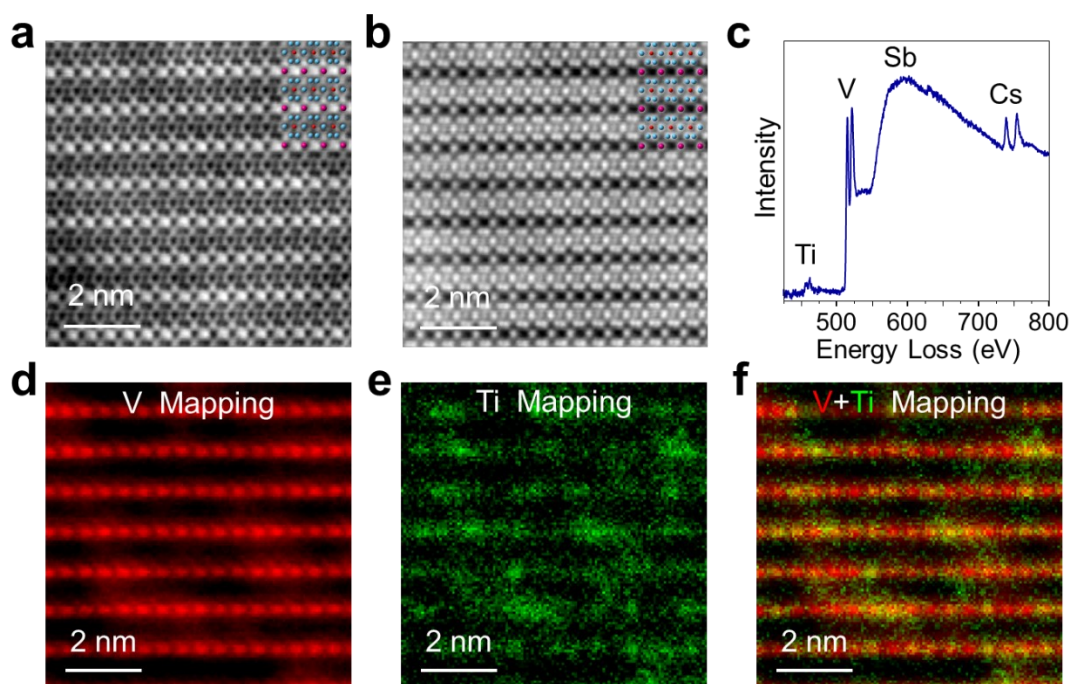 a
2 nm
b
2 nm
c
Intensity
Ti
V
Sb
Cs
500 600 700 800
Energy Loss (eV)
d
V Mapping
2 nm
e
Ti Mapping
2 nm
f
V+Ti Mapping
2 nm